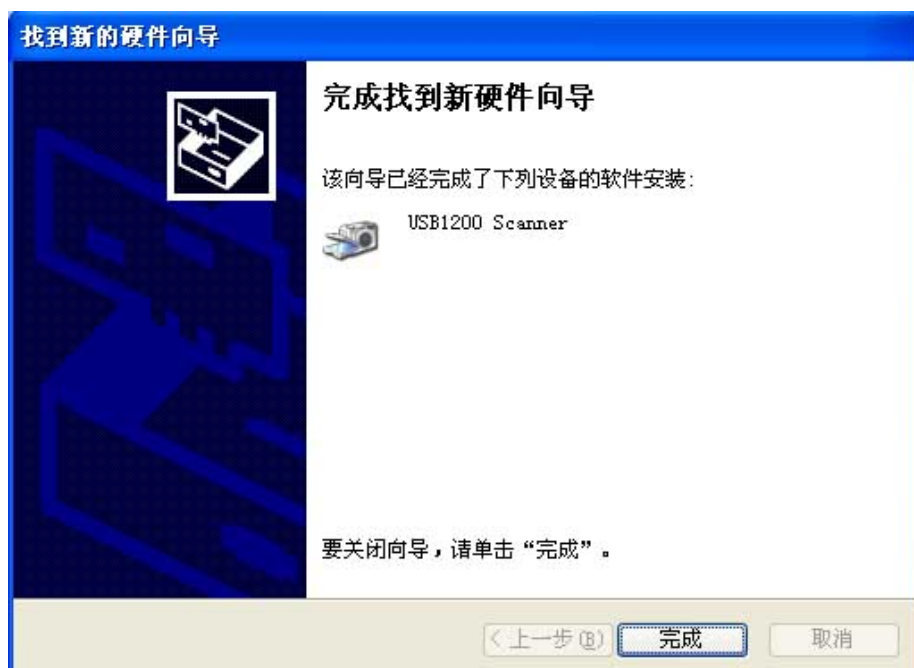 找到新的硬件向导
完成找到新硬件向导
该向导已经完成了下列设备的软件安装:
USB1200 Scanner
要关闭向导，请单击“完成”。
< 上一步(B)
完成
取消